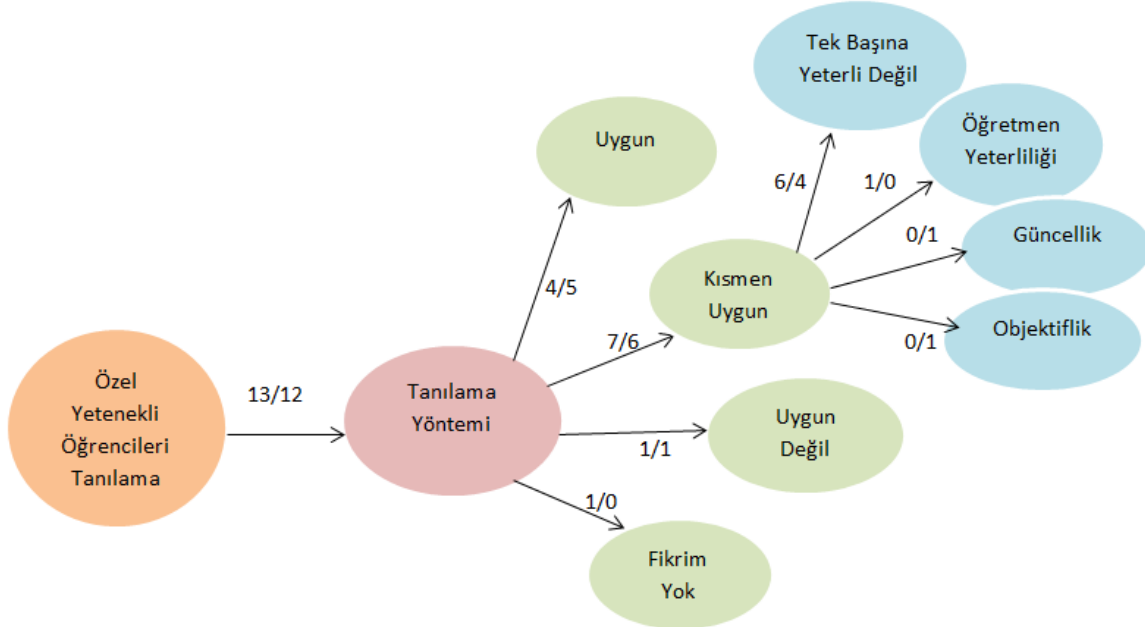 Özel
Yetenekli
Öğrencileri
Tanılama
13/12
Tanılama
Yöntemi
4/5
7/6
1/1
1/0
Uygun
Kısmen
Uygun
Uygun
Değil
Fikrim
Yok
6/4
1/0
0/1
0/1
Tek Başına
Yeterli Değil
Öğretmen
Yeterliliği
Güncellik
Objektiflik